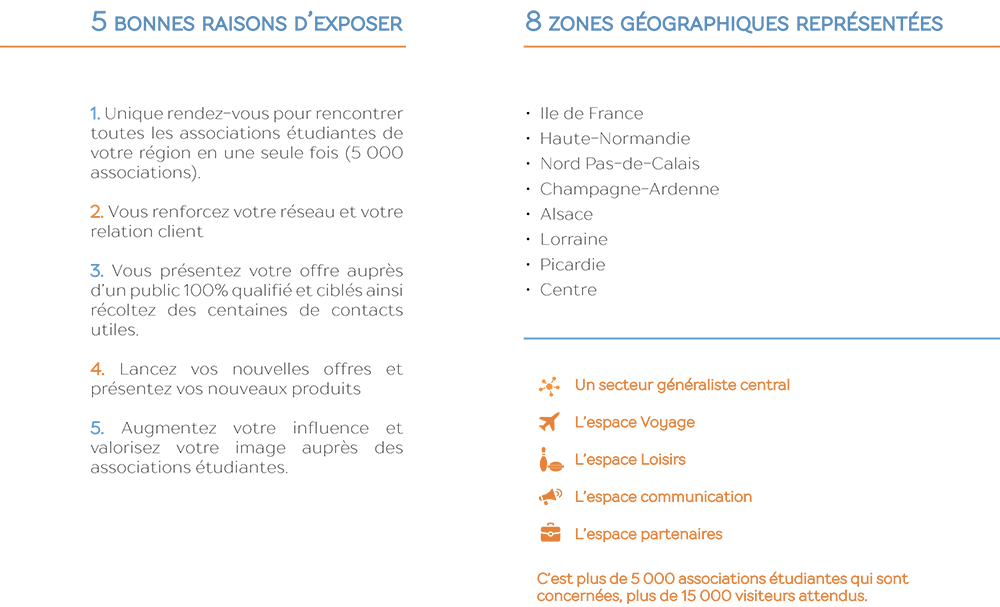 5 BONNES RAISONS D'EXPOSER
1. Unique rendez-vous pour rencontrer
toutes les associations étudiantes de
votre région en une seule fois (5 000
associations).
2. Vous renforcez votre réseau et votre
relation client
3. Vous présentez votre offre auprès
d'un public 100% qualifié et ciblés ainsi
récoltez des centaines de contacts
utiles.
4. Lancez vos nouvelles offres et
présentez vos nouveaux produits
5. Augmentez votre influence et
valorisez votre image auprès des
associations étudiantes.
8 ZONES GÉOGRAPHIQUES REPRÉSENTÉES
• Ile de France
• Haute-Normandie
• Nord Pas-de-Calais
• Champagne-Ardenne
• Alsace
• Lorraine
• Picardie
• Centre
Un secteur généraliste central
L'espace Voyage
L'espace Loisirs
L'espace communication
L'espace partenaires
C'est plus de 5 000 associations étudiantes qui sont
concernées, plus de 15 000 visiteurs attendus.